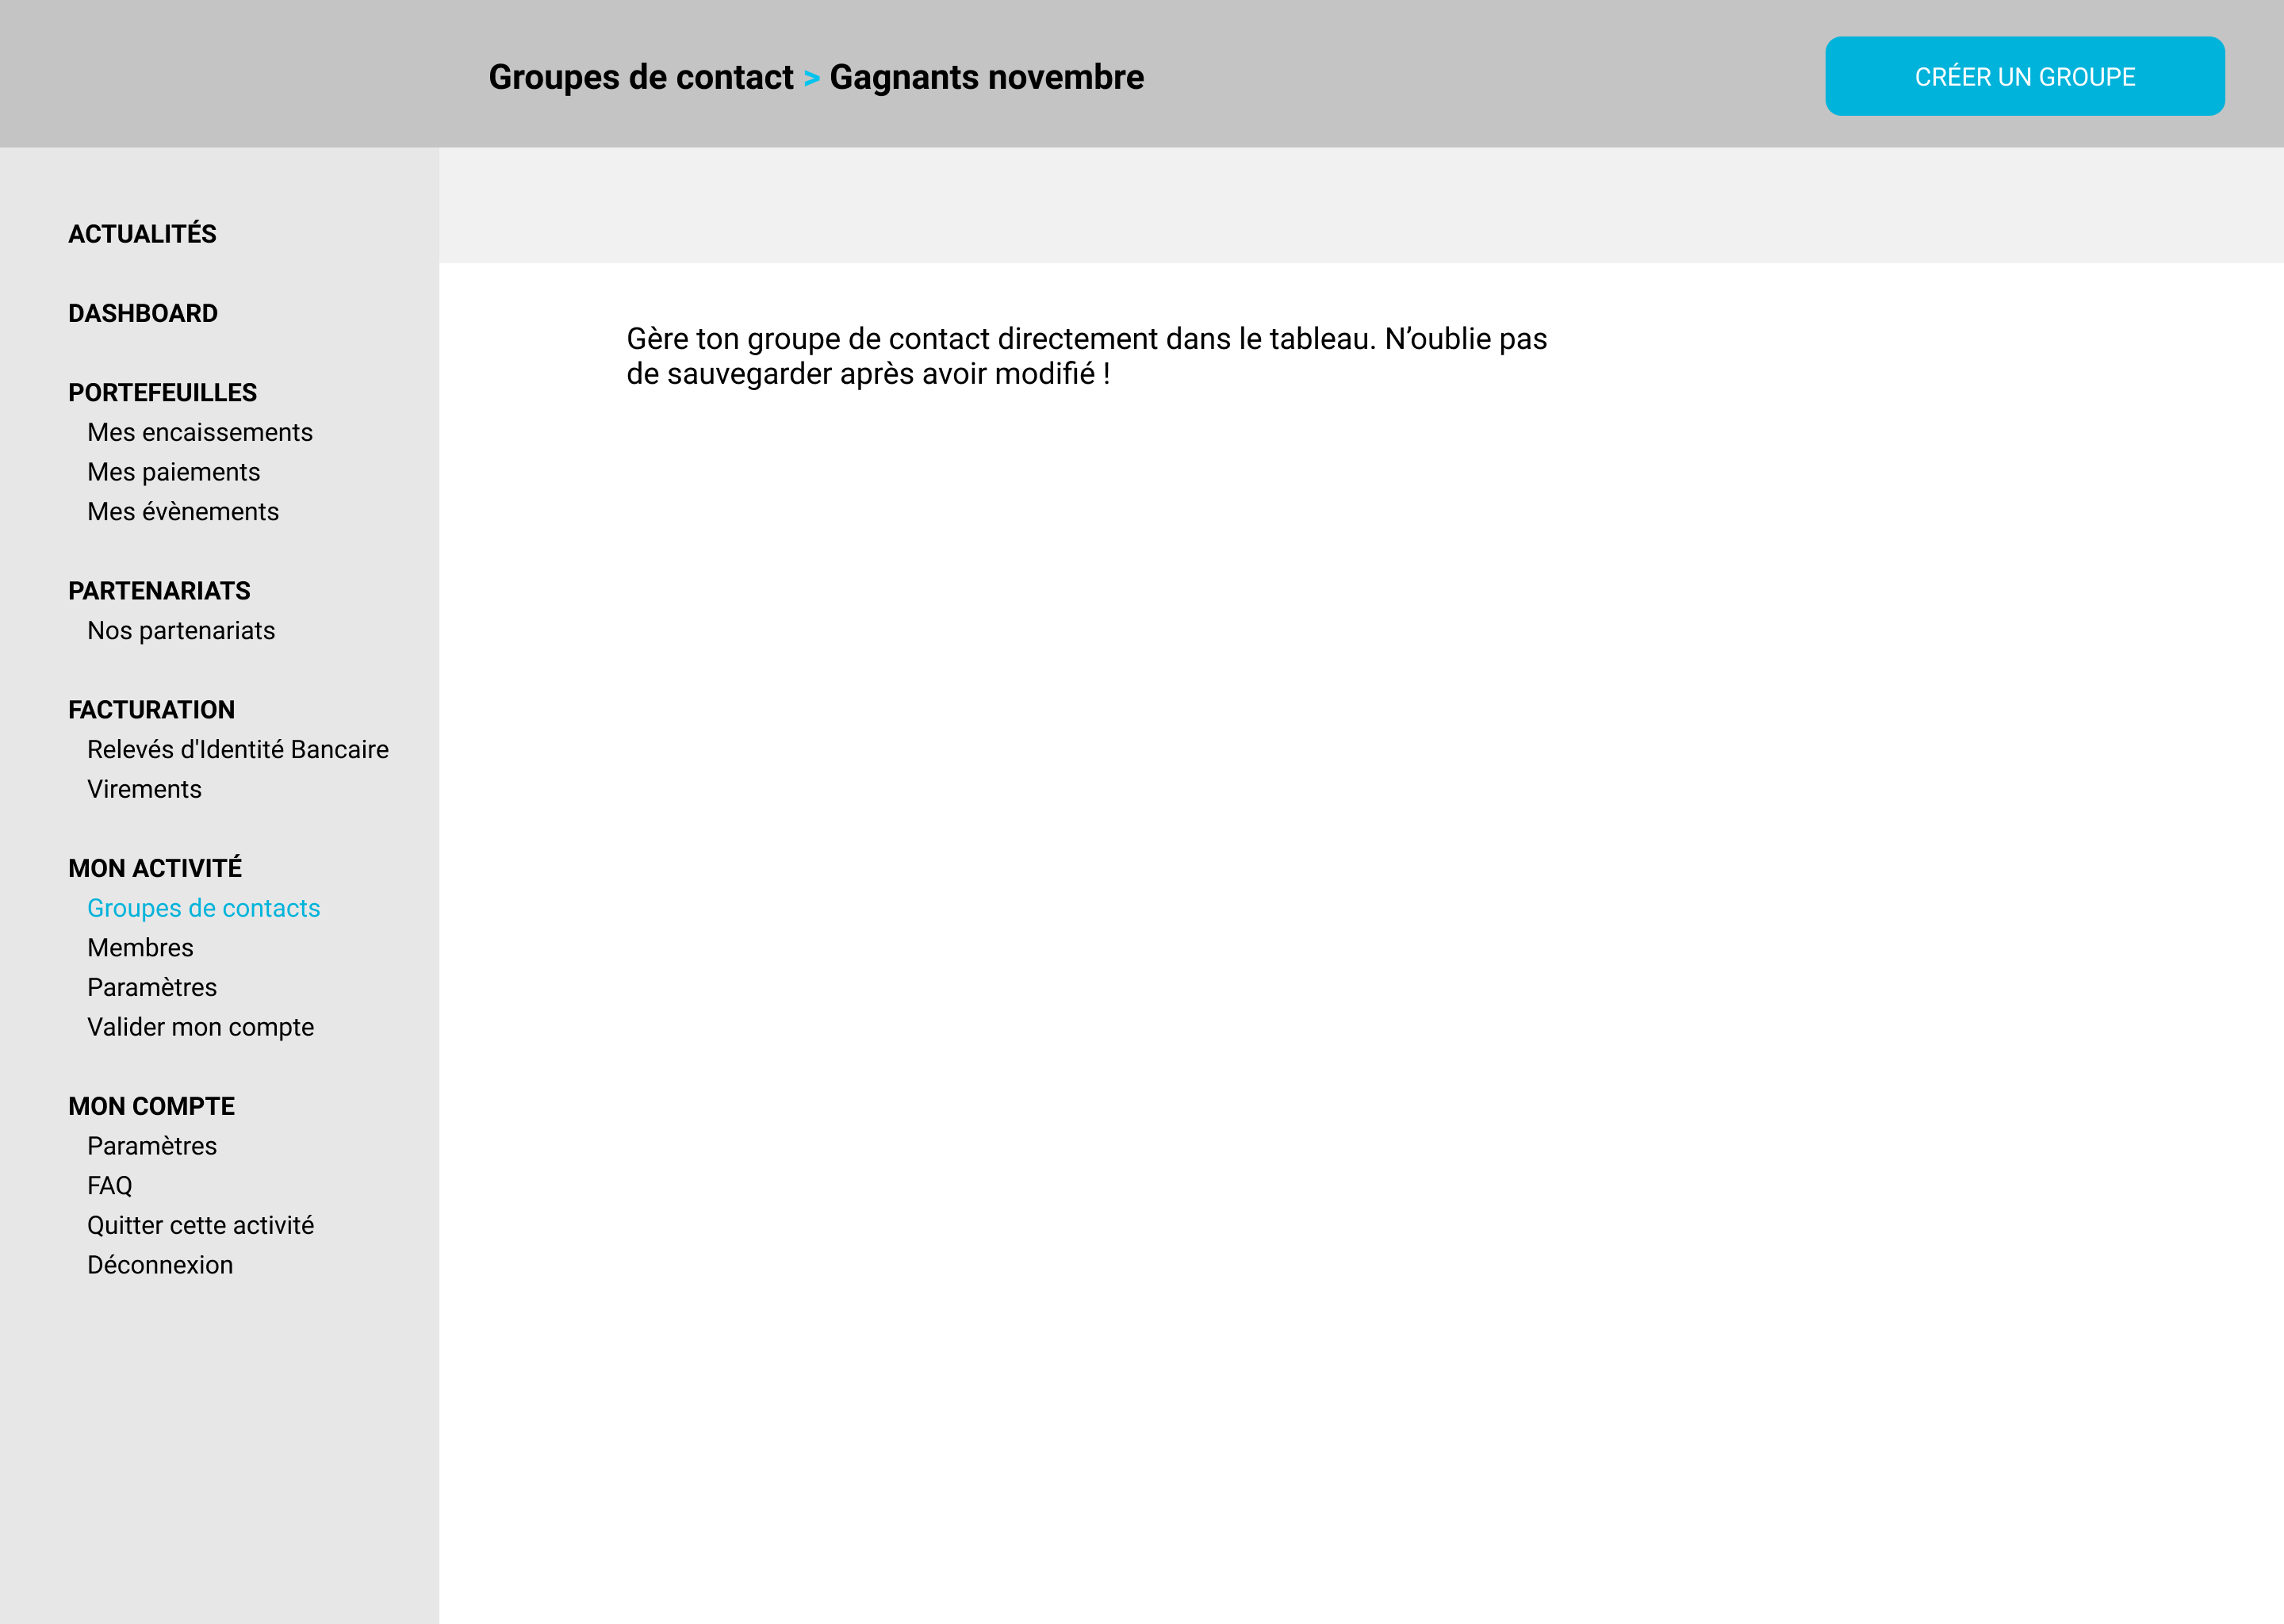 Groupes de contact > Gagnants novembre
CRÉER UN GROUPE
ACTUALITÉS
DASHBOARD
PORTEFEUILLES
Mes encaissements
Mes paiements
Mes évènements
PARTENARIATS
Nos partenariats
FACTURATION
Relevés d'Identité Bancaire
Virements
MON ACTIVITÉ
Groupes de contacts
Membres
Paramètres
Valider mon compte
MON COMPTE
Paramètres
FAQ
Quitter cette activité
Déconnexion
Gère ton groupe de contact directement dans le tableau. N’oublie pas
de sauvegarder après avoir modifié !